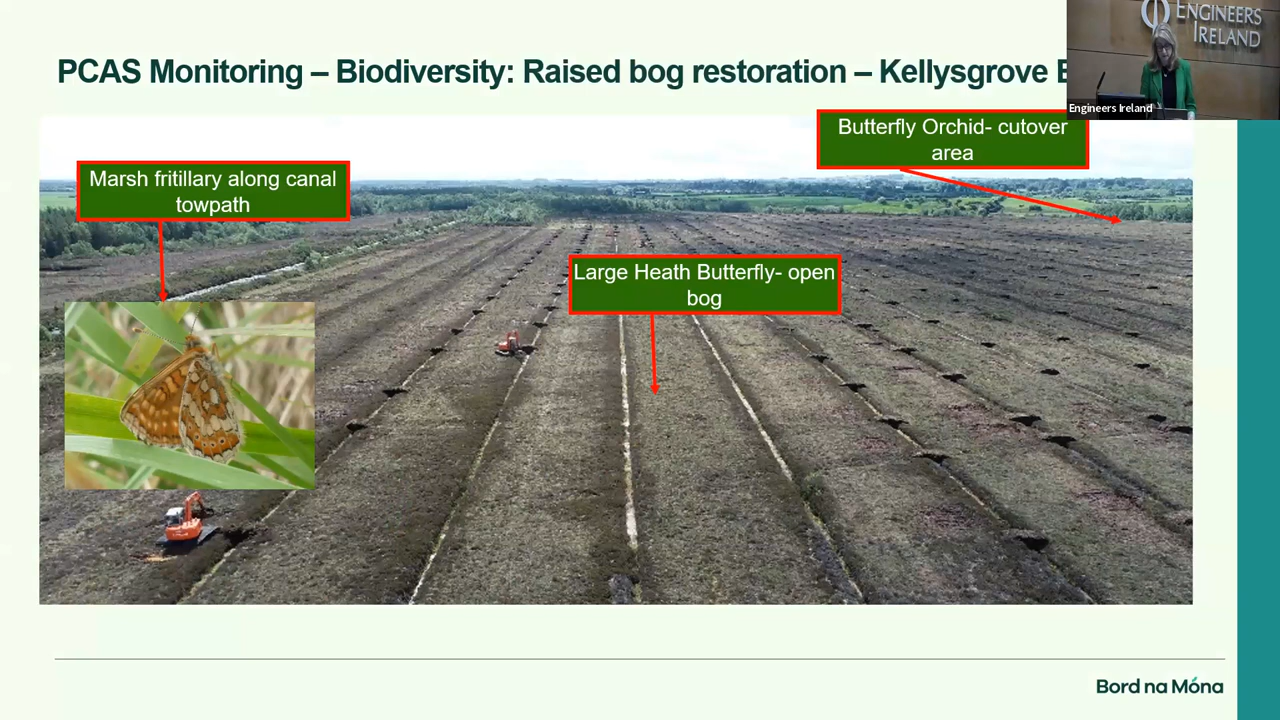 PCAS Monitoring – Biodiversity: Raised bog restoration – Kellysgrove
ENGINEERS
IRELAND
Engineers Ireland
Butterfly Orchid- cutover
area
Marsh fritillary along canal
towpath
Large Heath Butterfly- open
bog
Bord na Móna